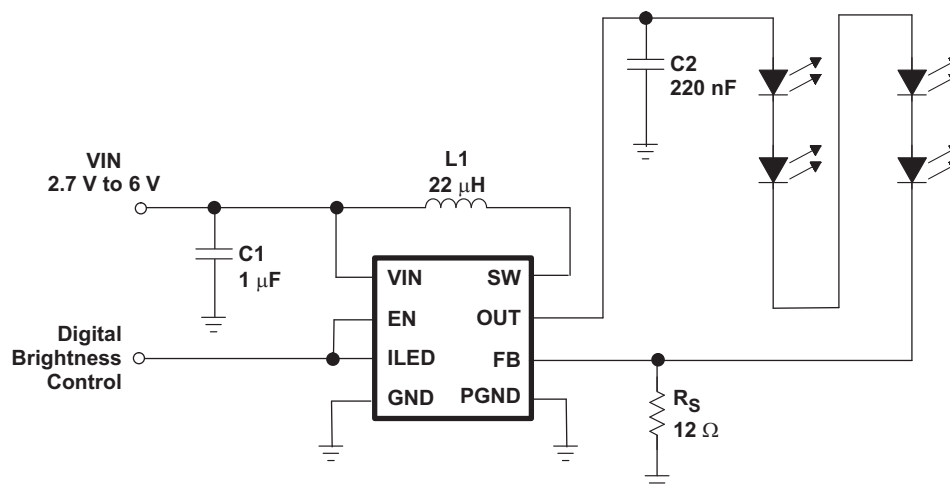 C2
220 nF
VIN
2.7 V to 6 V
L1
22 μH
C1
1 μF
VIN
SW
EN
OUT
Digital
Brightness
Control
ILED
FB
GND
PGND
RS
12 Ω